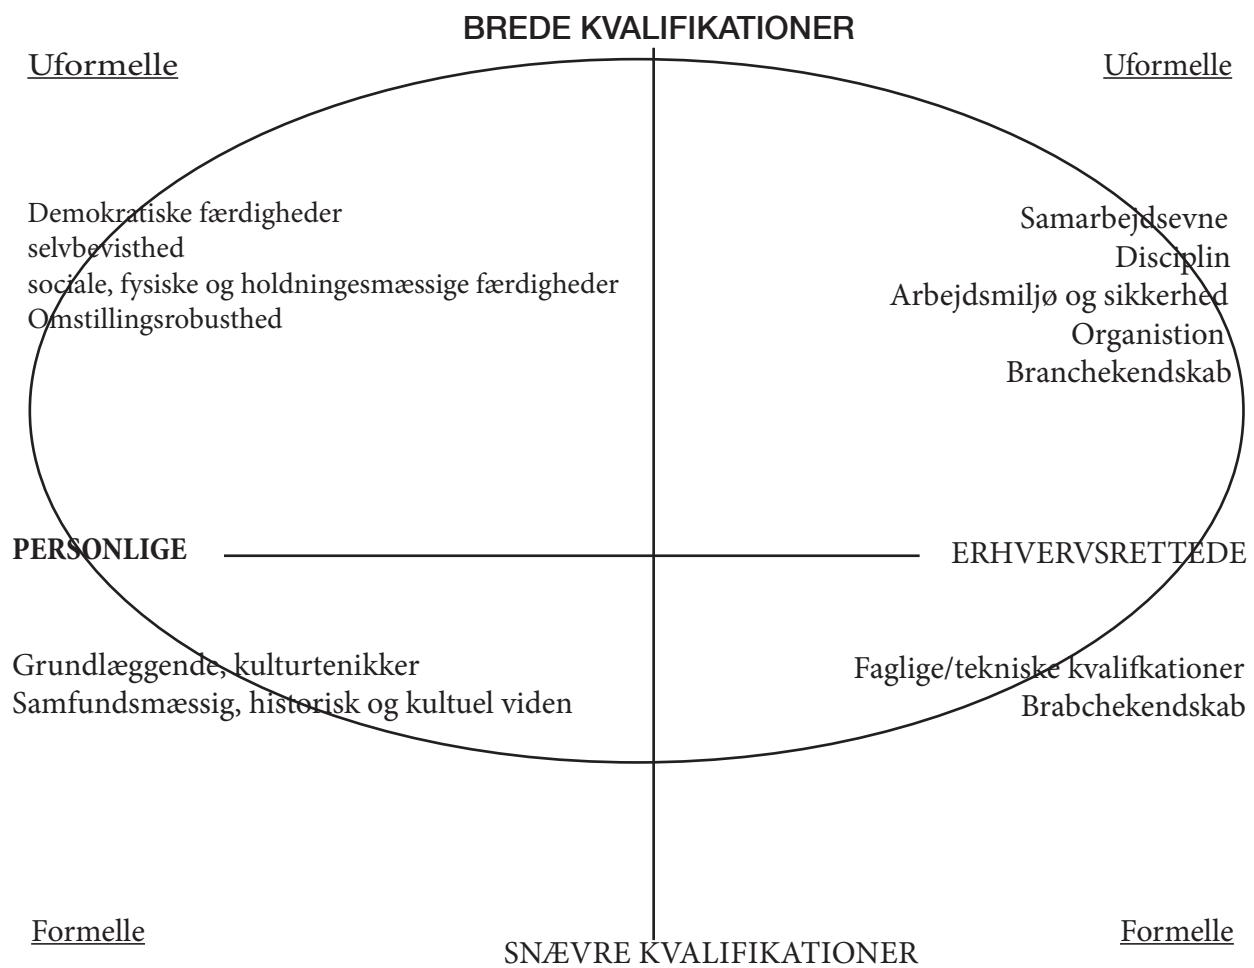 BREDE KVALIFIKATIONER
Uformelle
Uformelle
Demokratiske færdigheder
selvbevisthed
sociale, fysiske og holdningesmæssige færdigheder
Omstillingsrobusthed
Samarbejdsevne
Disciplin
Arbejdsmiljø og sikkerhed
Organistion
Branchekendskab
PERSONLIGE
ERHVERVSRETTEDE
Grundlæggende, kulturtenikker
Samfundsmæssig, historisk og kultuel viden
Faglige/tekniske kvalifkationer
Brabchekendskab
Formelle
Formelle
SNÆVRE KVALIFIKATIONER